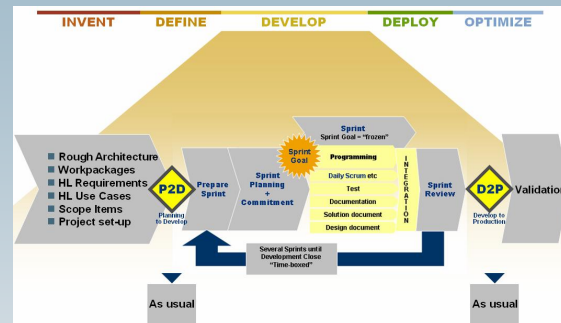 INVENT DEFINE DEVELOP DEPLOY OPTIMIZE
Sprint
Sprint Goal = "frozen"
Sprint
Goal
Programming
Daily Scrum etc
Test
Documentation
Solution document
Design document
INTEGRATION
Rough Architecture
Workpackages
HL Requirements
HL Use Cases
Scope Items
Project set-up
P2D
Planning
to Develop
Prepare
Sprint
Sprint
Planning
+
Commitment
Sprint
Review
D2P
Develop to
Production
Validation
Several Sprints until
Development Close
"Time-boxed"
As usual
As usual